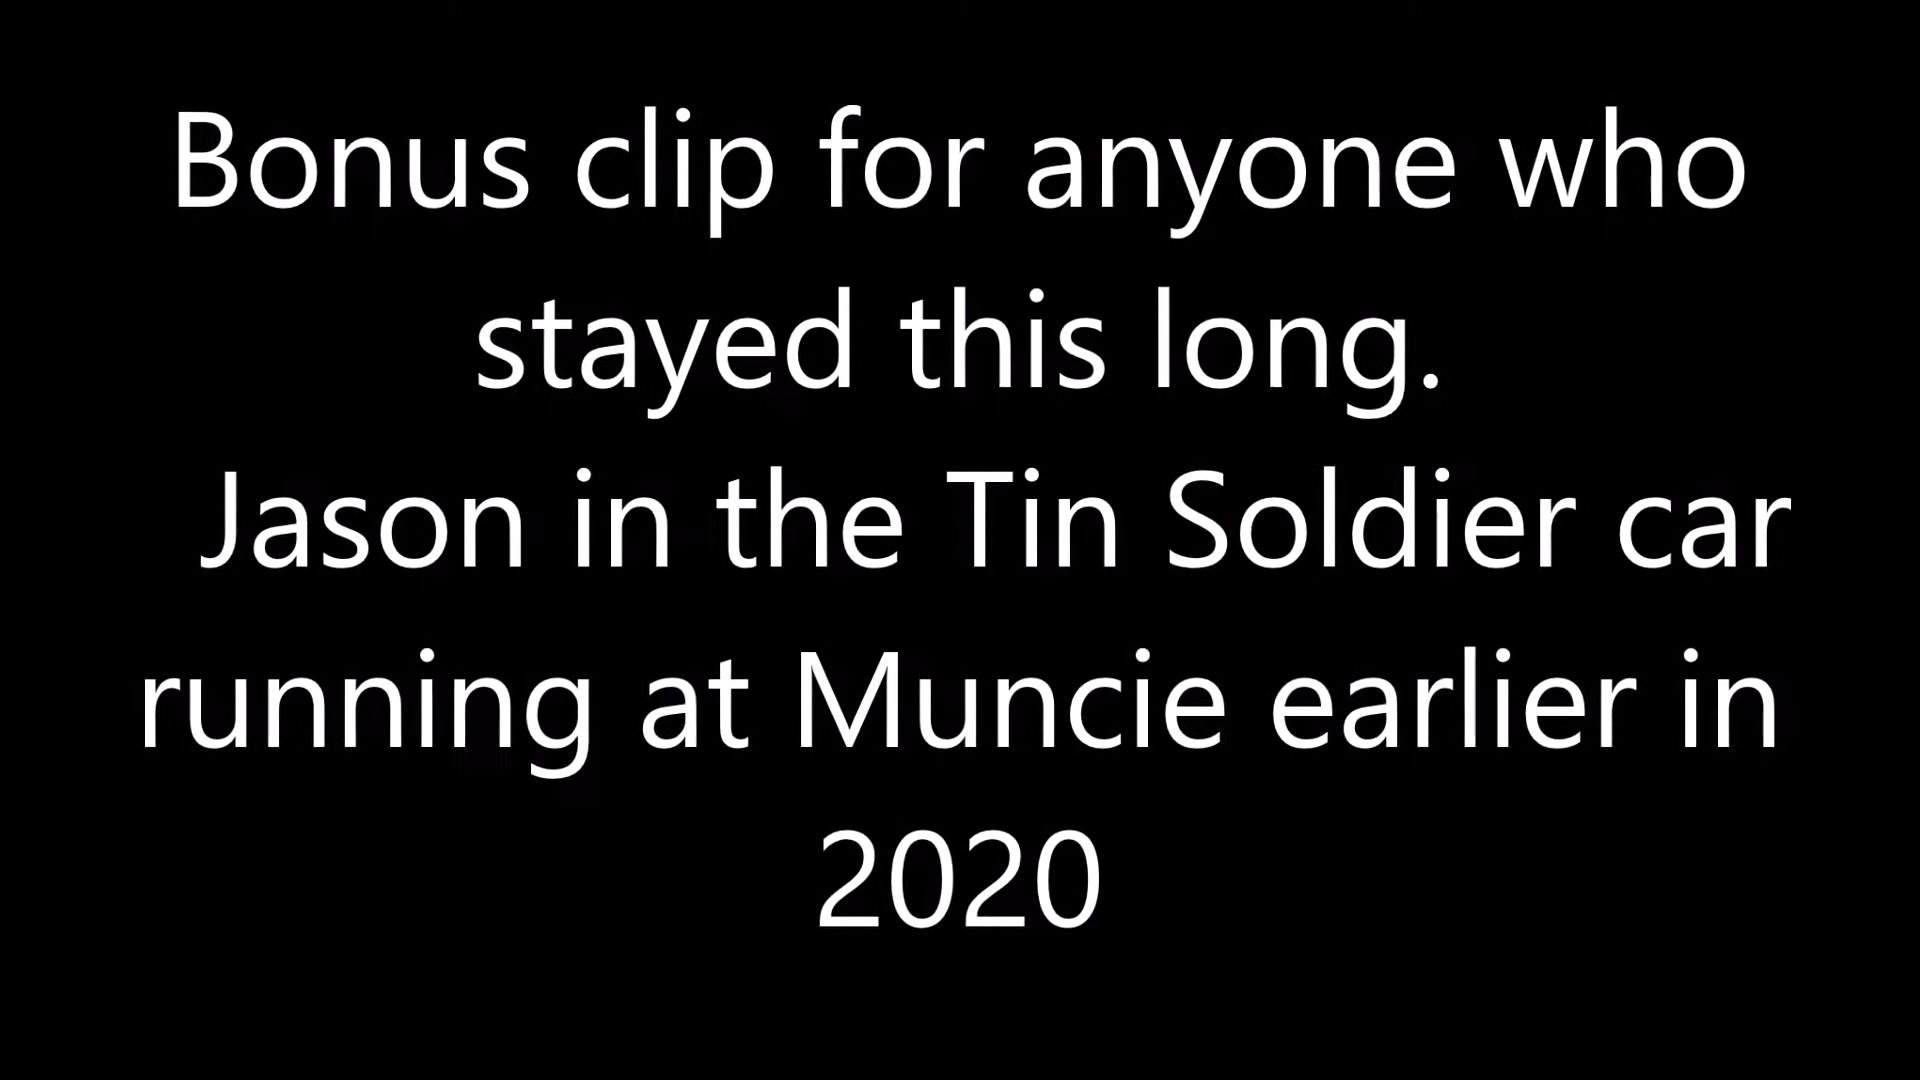 Bonus clip for anyone who
stayed this long.
Jason in the Tin Soldier car
running at Muncie earlier in
2020